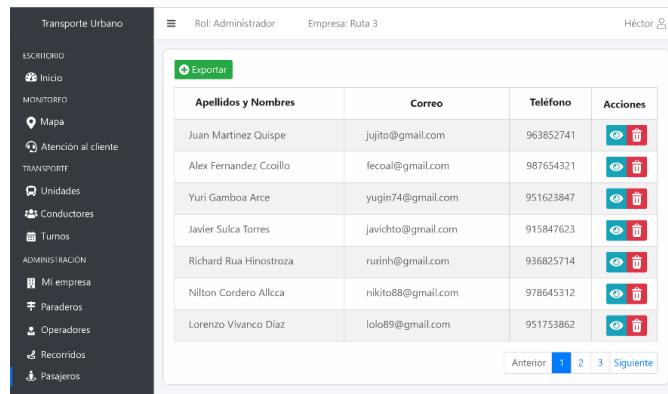 Transporte Urbano
Rol: Administrador Empresa: Ruta 3 Héctor
ESCRITORIO
Inicio
MONITOREO
Mapa
Atención al cliente
TRANSPORTE
Unidades
Conductores
Turnos
ADMINISTRACIÓN
Mi empresa
Paraderos
Operadores
Recorridos
Pasajeros
Exportar
Apellidos y Nombres Correo Teléfono Acciones
Juan Martinez Quispe jujito@gmail.com 963852741
Alex Fernandez Ccoillo fecoal@gmail.com 987654321
Yuri Gamboa Arce yugin74@gmail.com 951623847
Javier Sulca Torres javichto@gmail.com 915847623
Richard Rua Hinostroza rurinh@gmail.com 936825714
Nilton Cordero Allcca nikito88@gmail.com 978645312
Lorenzo Vivanco Díaz lolo89@gmail.com 951753862
Anterior 1 2 3 Siguiente